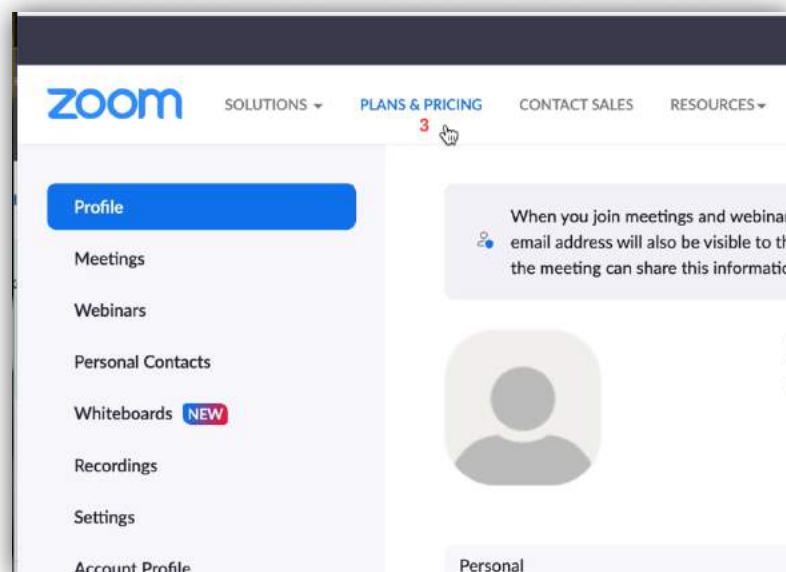 zoom SOLUTIONS PLANS & PRICING CONTACT SALES RESOURCES
3
Profile
Meetings
Webinars
Personal Contacts
Whiteboards NEW
Recordings
Settings
Account Profile
When you join meetings and webinar
email address will also be visible to th
the meeting can share this informatio
Personal